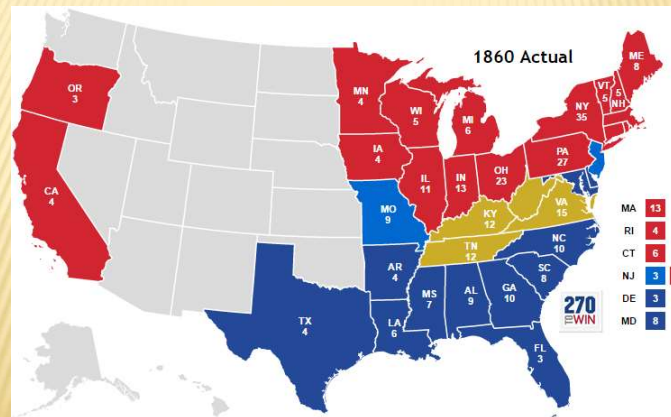 1860 Actual
OR
3
CA
4
MN
4
IA
4
MO
9
AR
4
LA
6
TX
4
WI
5
IL
11
MI
6
IN
13
OH
23
KY
12
TN
12
MS
7
AL
9
GA
10
FL
3
SC
8
NC
10
VA
15
PA
27
NY
35
VT
5
5
NH
ME
8
MA 13
RI 4
CT 6
NJ 3
DE 3
MD 8
270
TO WIN